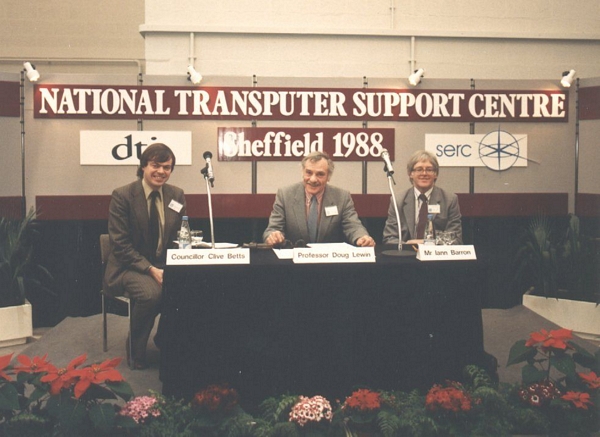 NATIONAL TRANSPUTER SUPPORT CENTRE
dti
Sheffield 1988
serc
Councillor Clive Betts
Professor Doug Lewin
Mr Iann Barron